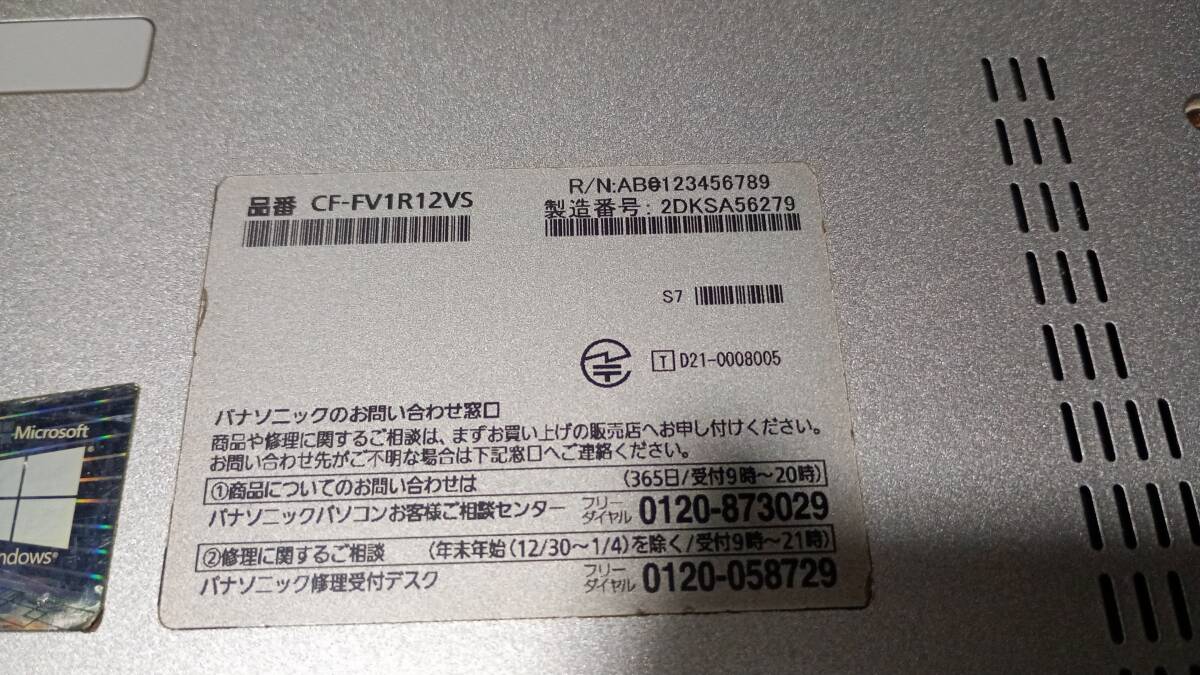 品番 CF-FV1R12VS
R/N:AB0123456789
製造番号: 2DKSA56279
S7
T D21-0008005
パナソニックのお問い合わせ窓口
商品や修理に関するご相談は、まずお買い上げの販売店へお申し付けください。
お問い合わせ先がご不明な場合は下記窓口へご連絡ください。
①商品についてのお問い合わせは (365日/受付9時～20時)
パナソニックパソコンお客様ご相談センター フリーダイヤル 0120-873029
②修理に関するご相談 (年末年始(12/30～1/4)を除く/受付9時～21時)
パナソニック修理受付デスク フリーダイヤル 0120-058729
Microsoft®
ndows®